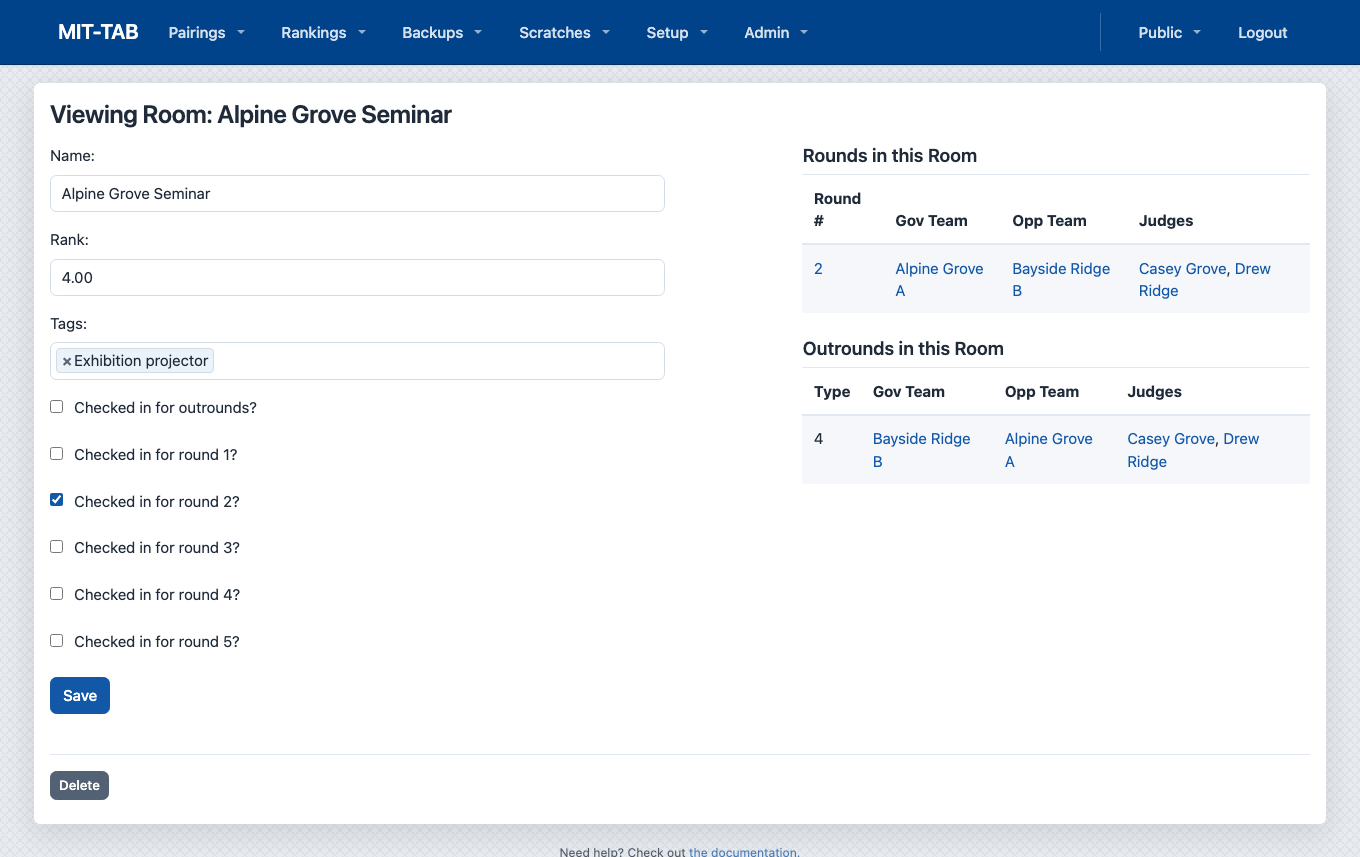 MIT-TAB Pairings Rankings Backups Scratches Setup Admin Public Logout
Viewing Room: Alpine Grove Seminar
Name:
Alpine Grove Seminar
Rank:
4.00
Tags:
×Exhibition projector
Checked in for outrounds?
Checked in for round 1?
Checked in for round 2?
Checked in for round 3?
Checked in for round 4?
Checked in for round 5?
Save
Delete
Rounds in this Room
Round
# Gov Team Opp Team Judges
2 Alpine Grove Bayside Ridge Casey Grove, Drew
A B Ridge
Outrounds in this Room
Type Gov Team Opp Team Judges
4 Bayside Ridge Alpine Grove Casey Grove, Drew
B A Ridge
Need help? Check out the documentation.